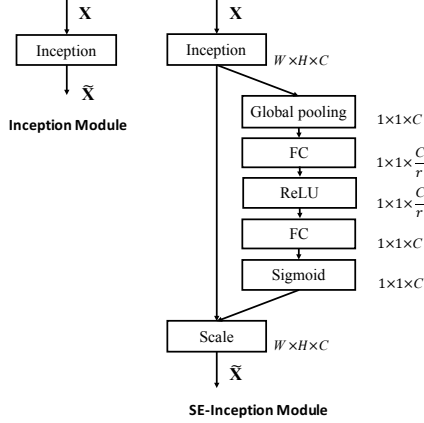 X
Inception
X̃
Inception Module
X
Inception
W×H×C
Global pooling
1×1×C
FC
1×1×C/r
ReLU
1×1×C/r
FC
1×1×C
Sigmoid
1×1×C
Scale
W×H×C
X̃
SE-Inception Module